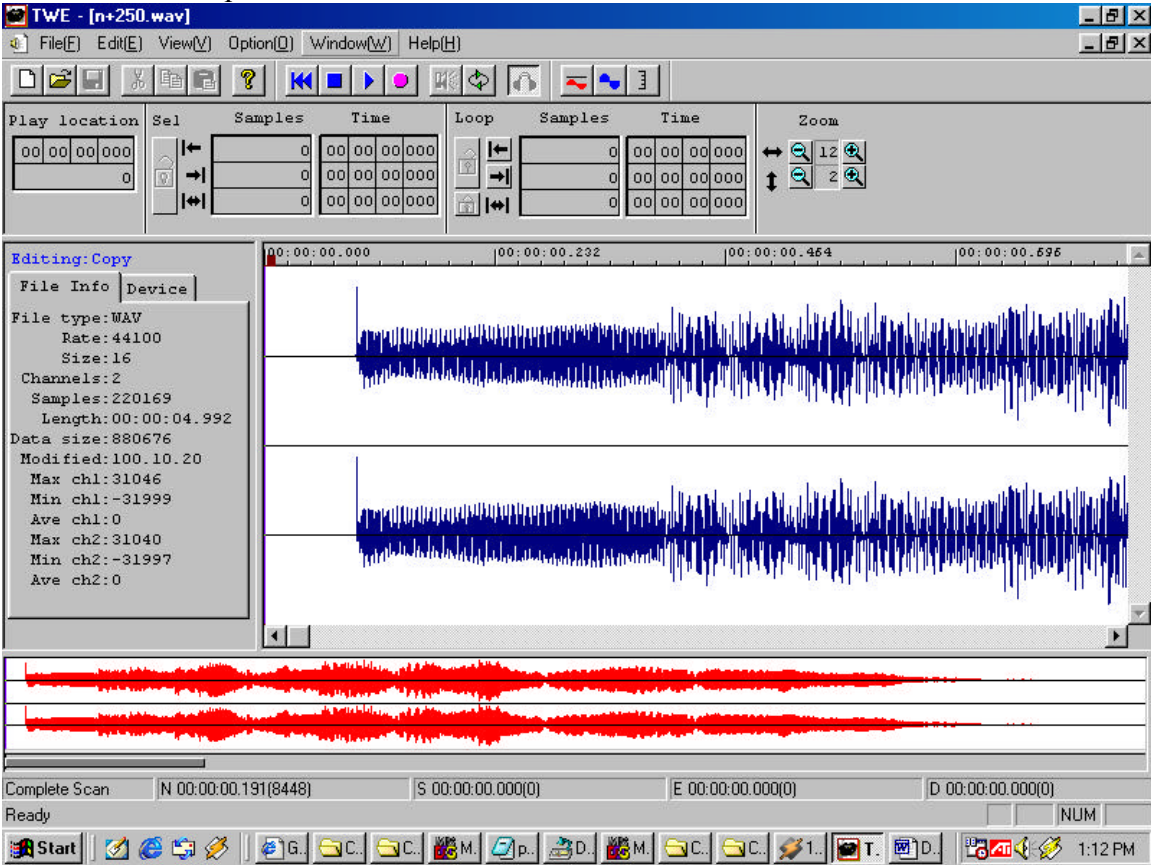 TWE - [n+250.wav]
File(F) Edit(E) View(V) Option(O) Window(W) Help(H)
Play location Sel Samples Time Loop Samples Time Zoom
00 00 00 000 0 00 00 00 000 0 00 00 00 000 12
0 0 00 00 00 000 0 00 00 00 000 2
0 00 00 00 000 0 00 00 00 000
Editing:Copy
00:00:00.000 00:00:00.232 00:00:00.464 00:00:00.696
File Info Device
File type:WAV
Rate:44100
Size:16
Channels:2
Samples:220169
Length:00:00:04.992
Data size:880676
Modified:100.10.20
Max ch1:31046
Min ch1:-31999
Ave ch1:0
Max ch2:31040
Min ch2:-31997
Ave ch2:0
Complete Scan N 00:00:00.191(8448) S 00:00:00.000(0) E 00:00:00.000(0) D 00:00:00.000(0)
Ready NUM
Start G.. C.. C.. M.. p.. D.. M.. C.. C.. 1.. T.. D.. 1:12 PM